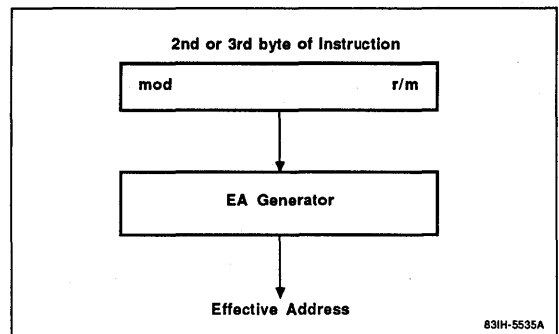 2nd or 3rd byte of Instruction
mod r/m
EA Generator
Effective Address
83IH-5535A